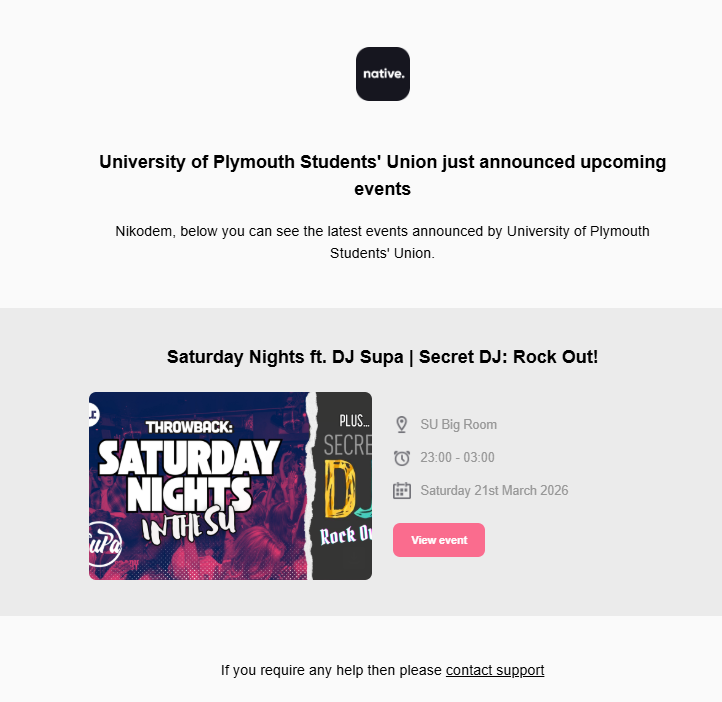 native.
University of Plymouth Students' Union just announced upcoming
events
Nikodem, below you can see the latest events announced by University of Plymouth
Students' Union.
Saturday Nights ft. DJ Supa | Secret DJ: Rock Out!
THROWBACK:
SATURDAY
NIGHTS
IN THE SU
SuPa
PLUS...
SECRE
D
Rock Ou
SU Big Room
23:00 - 03:00
Saturday 21st March 2026
View event
If you require any help then please contact support